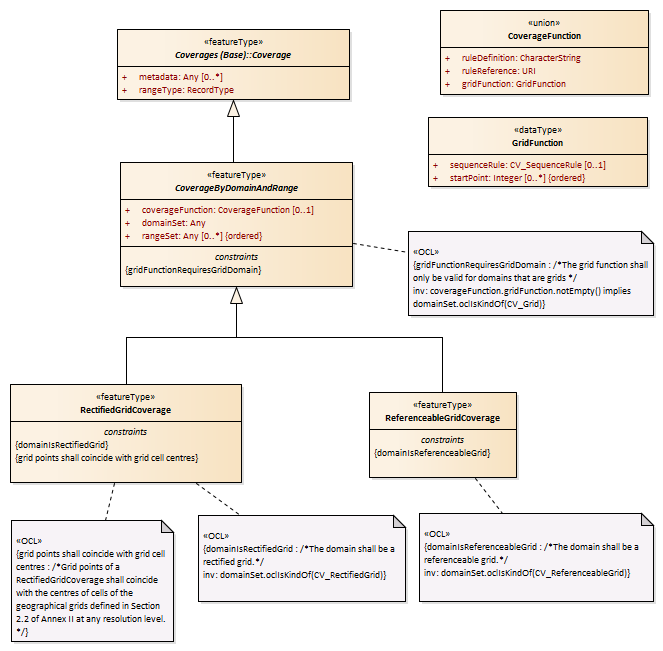 «featureType»
Coverages (Base)::Coverage
+ metadata: Any [0..*]
+ rangeType: RecordType
«union»
CoverageFunction
+ ruleDefinition: CharacterString
+ ruleReference: URI
+ gridFunction: GridFunction
«dataType»
GridFunction
+ sequenceRule: CV_SequenceRule [0..1]
+ startPoint: Integer [0..*] {ordered}
«featureType»
CoverageByDomainAndRange
+ coverageFunction: CoverageFunction [0..1]
+ domainSet: Any
+ rangeSet: Any [0..*] {ordered}
constraints
{gridFunctionRequiresGridDomain}
«OCL»
{gridFunctionRequiresGridDomain : /*The grid function shall
only be valid for domains that are grids */
inv: coverageFunction.gridFunction.notEmpty() implies
domainSet.oclIsKindOf(CV_Grid)}
«featureType»
RectifiedGridCoverage
constraints
{domainIsRectifiedGrid}
{grid points shall coincide with grid cell centres}
«featureType»
ReferenceableGridCoverage
constraints
{domainIsReferenceableGrid}
«OCL»
{grid points shall coincide with grid cell
centres : /*Grid points of a
RectifiedGridCoverage shall coincide
with the centres of cells of the
geographical grids defined in Section
2.2 of Annex II at any resolution level.
*/}
«OCL»
{domainIsRectifiedGrid : /*The domain shall be a
rectified grid.*/
inv: domainSet.oclIsKindOf(CV_RectifiedGrid)}
«OCL»
{domainIsReferenceableGrid : /*The domain shall be a
referenceable grid.*/
inv: domainSet.oclIsKindOf(CV_ReferenceableGrid)}